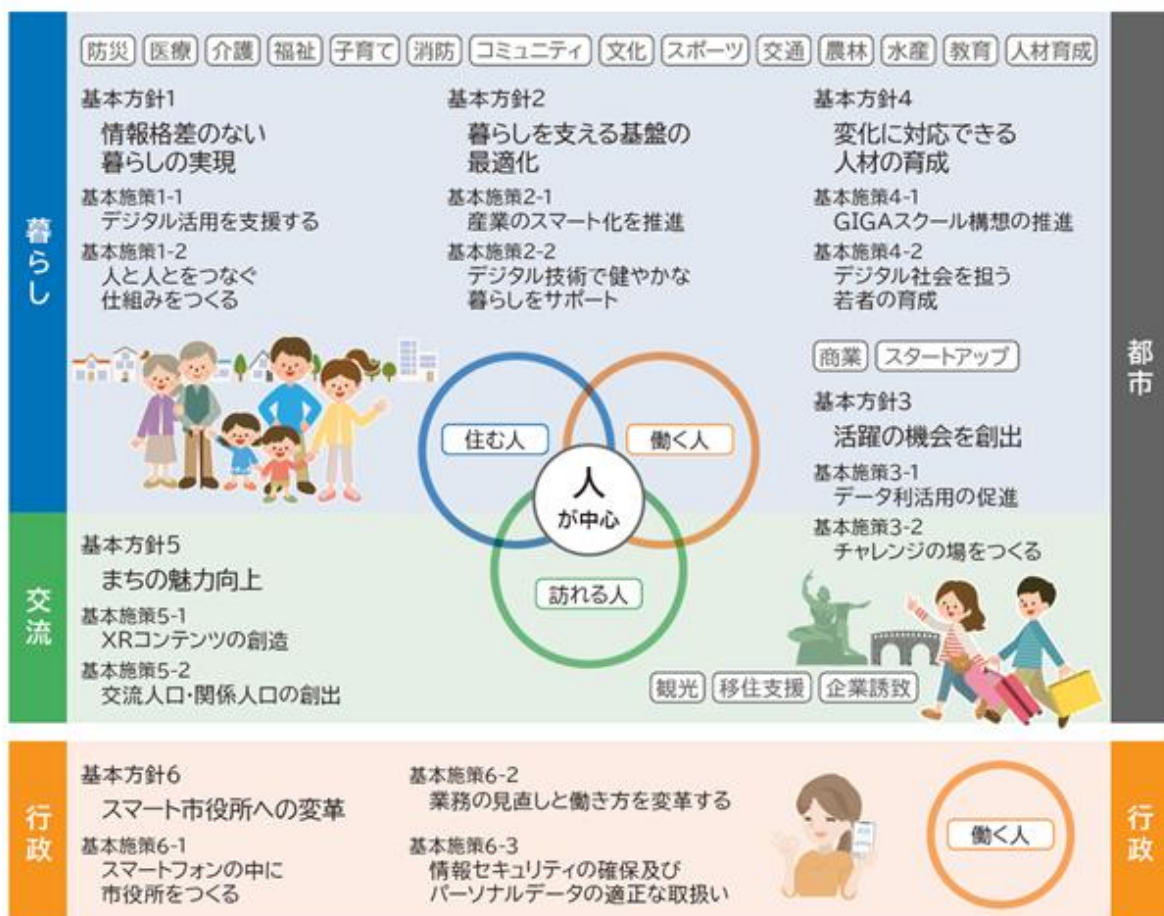 防災 医療 介護 福祉 子育て 消防 コミュニティ 文化 スポーツ 交通 農林 水産 教育 人材育成
暮らし
基本方針1
情報格差のない
暮らしの実現
基本施策1-1
デジタル活用を支援する
基本施策1-2
人と人とをつなぐ
仕組みをつくる
基本方針2
暮らしを支える基盤の
最適化
基本施策2-1
産業のスマート化を推進
基本施策2-2
デジタル技術で健やかな
暮らしをサポート
基本方針4
変化に対応できる
人材の育成
基本施策4-1
GIGAスクール構想の推進
基本施策4-2
デジタル社会を担う
若者の育成
商業 スタートアップ
基本方針3
活躍の機会を創出
基本施策3-1
データ利活用の促進
基本施策3-2
チャレンジの場をつくる
都市
住む人
働く人
人
が中心
訪れる人
交流
基本方針5
まちの魅力向上
基本施策5-1
XRコンテンツの創造
基本施策5-2
交流人口・関係人口の創出
観光 移住支援 企業誘致
行政
基本方針6
スマート市役所への変革
基本施策6-1
スマートフォンの中に
市役所をつくる
基本施策6-2
業務の見直しと働き方を変革する
基本施策6-3
情報セキュリティの確保及び
パーソナルデータの適正な取扱い
働く人
行政